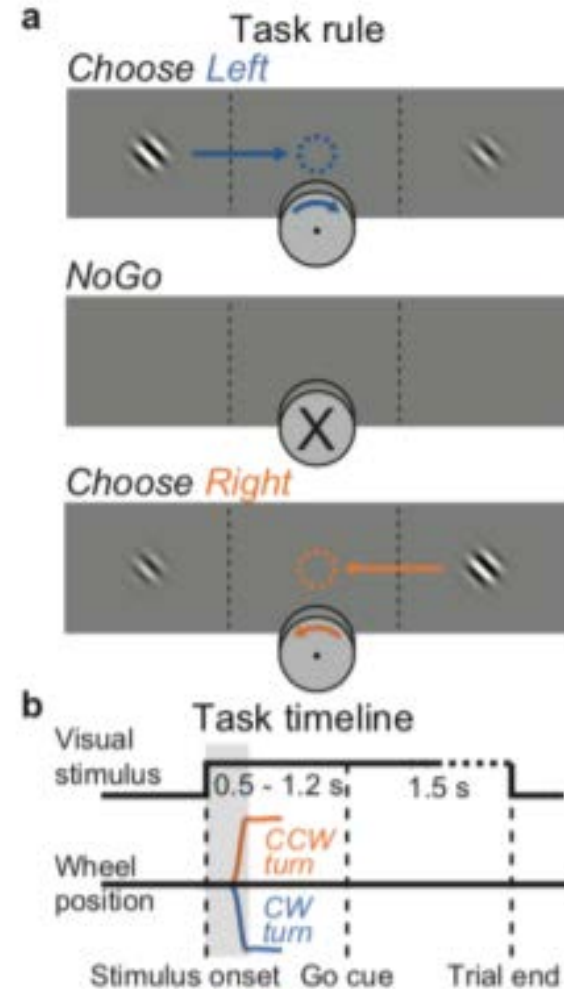 a
Task rule
Choose Left
NoGo
X
Choose Right
b
Task timeline
Visual
stimulus
0.5 - 1.2 s
1.5 s
Wheel
position
CCW
turn
CW
turn
Stimulus onset Go cue Trial end